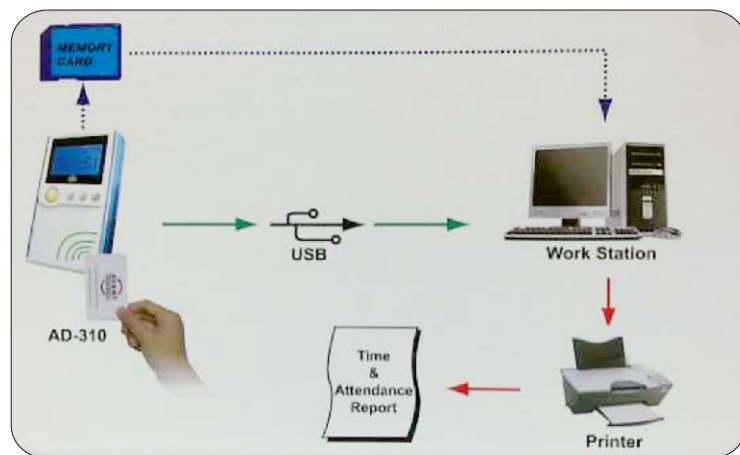 MEMORY
CARD
USB
Work Station
AD-310
Time
&
Attendance
Report
Printer